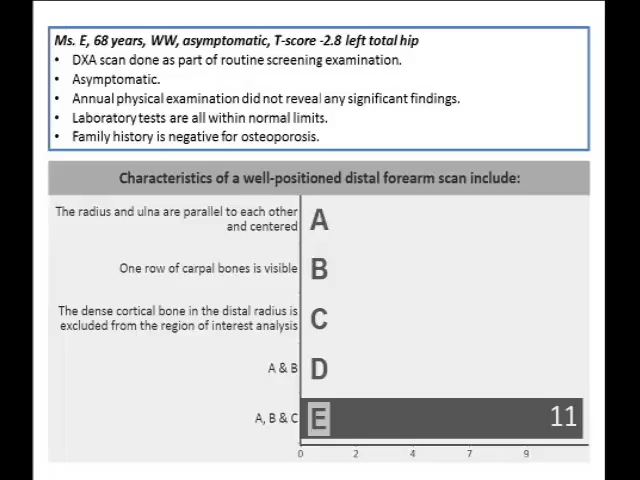 Ms. E, 68 years, WW, asymptomatic, T-score -2.8 left total hip
• DXA scan done as part of routine screening examination.
• Asymptomatic.
• Annual physical examination did not reveal any significant findings.
• Laboratory tests are all within normal limits.
• Family history is negative for osteoporosis.
Characteristics of a well-positioned distal forearm scan include:
The radius and ulna are parallel to each other
and centered
A
One row of carpal bones is visible
B
The dense cortical bone in the distal radius is
excluded from the region of interest analysis
C
A & B
D
A, B & C
E
11
0 2 4 7 9